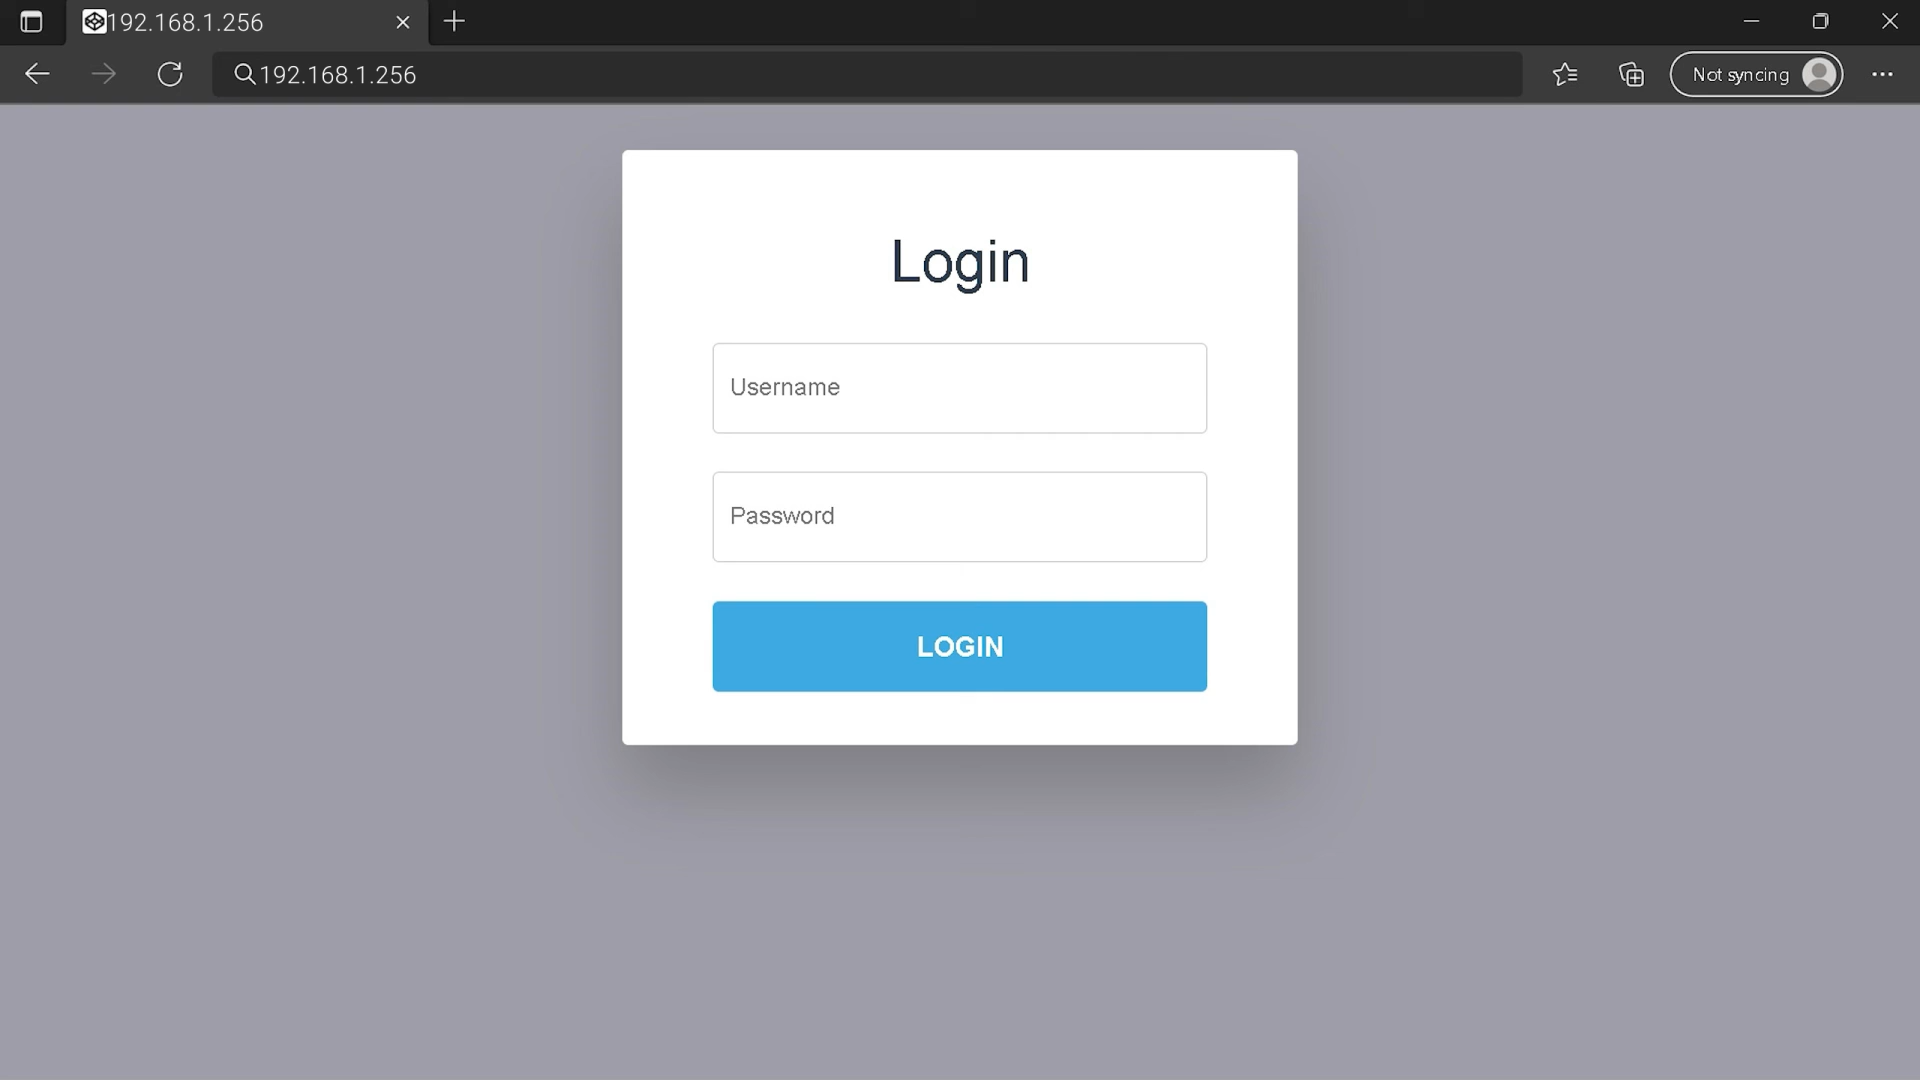 192.168.1.256
192.168.1.256
Not syncing
Login
Username
Password
LOGIN